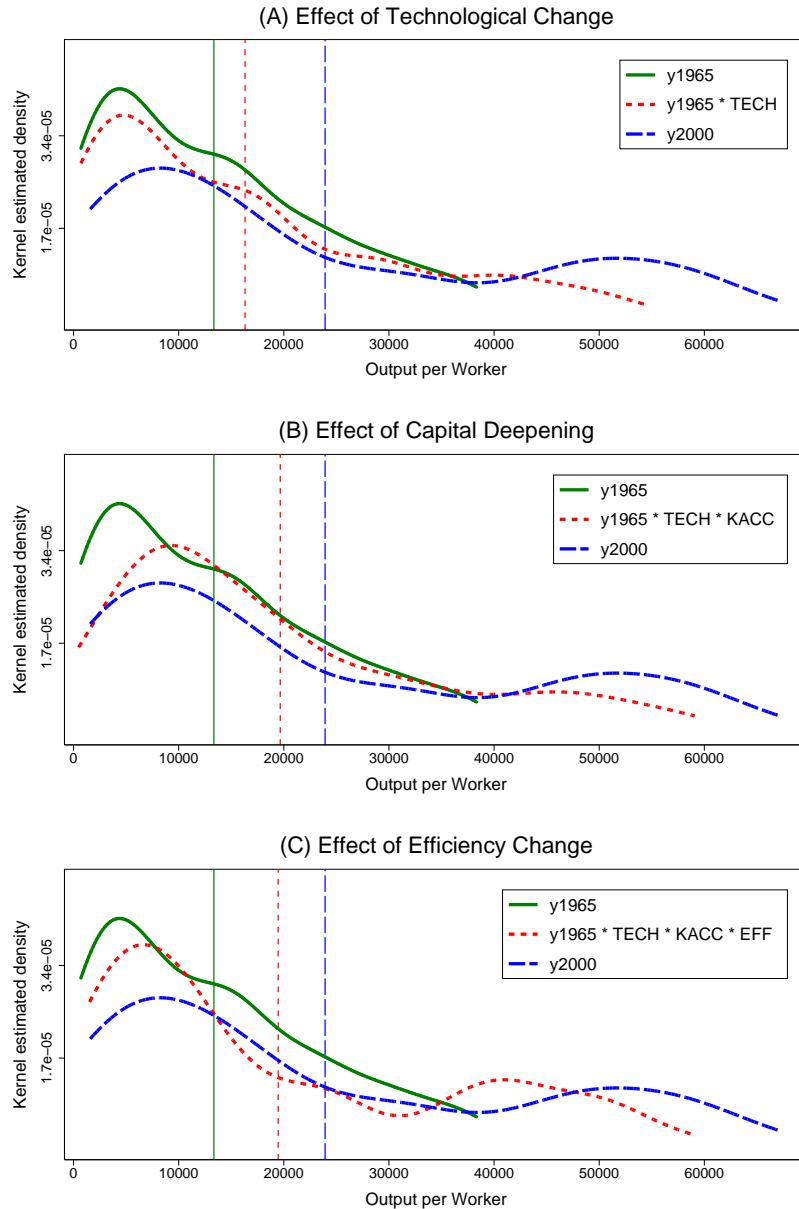 (A) Effect of Technological Change
Kernel estimated density
3.4e−05
1.7e−05
y1965
y1965 * TECH
y2000
0 10000 20000 30000 40000 50000 60000
Output per Worker
(B) Effect of Capital Deepening
Kernel estimated density
3.4e−05
1.7e−05
y1965
y1965 * TECH * KACC
y2000
0 10000 20000 30000 40000 50000 60000
Output per Worker
(C) Effect of Efficiency Change
Kernel estimated density
3.4e−05
1.7e−05
y1965
y1965 * TECH * KACC * EFF
y2000
0 10000 20000 30000 40000 50000 60000
Output per Worker